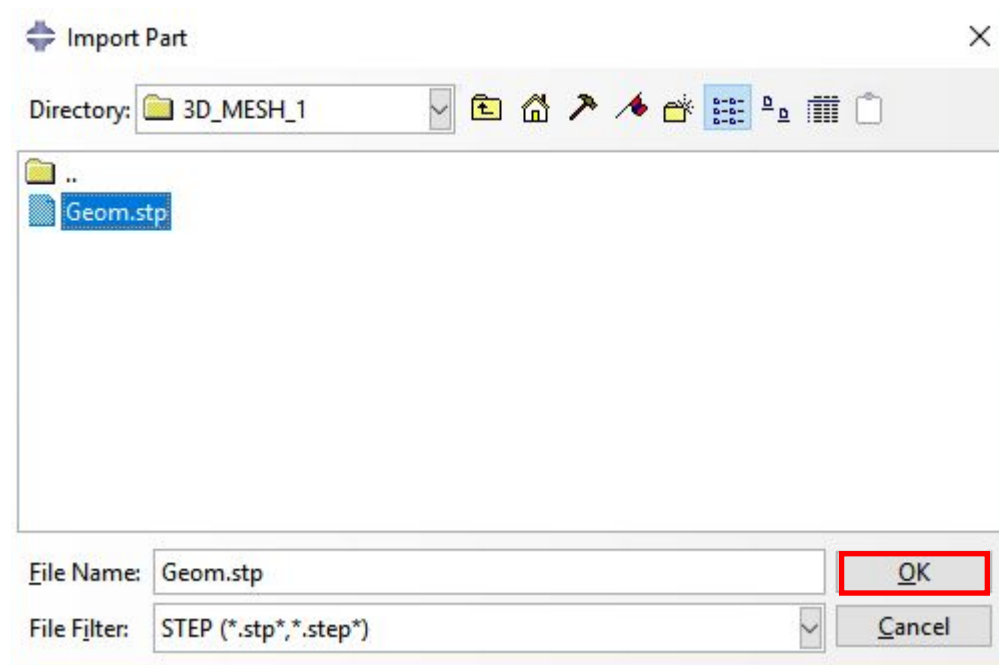 Import Part
Directory: 3D_MESH_1
..
Geom.stp
File Name: Geom.stp OK
File Filter: STEP (*.stp*,*.step*) Cancel